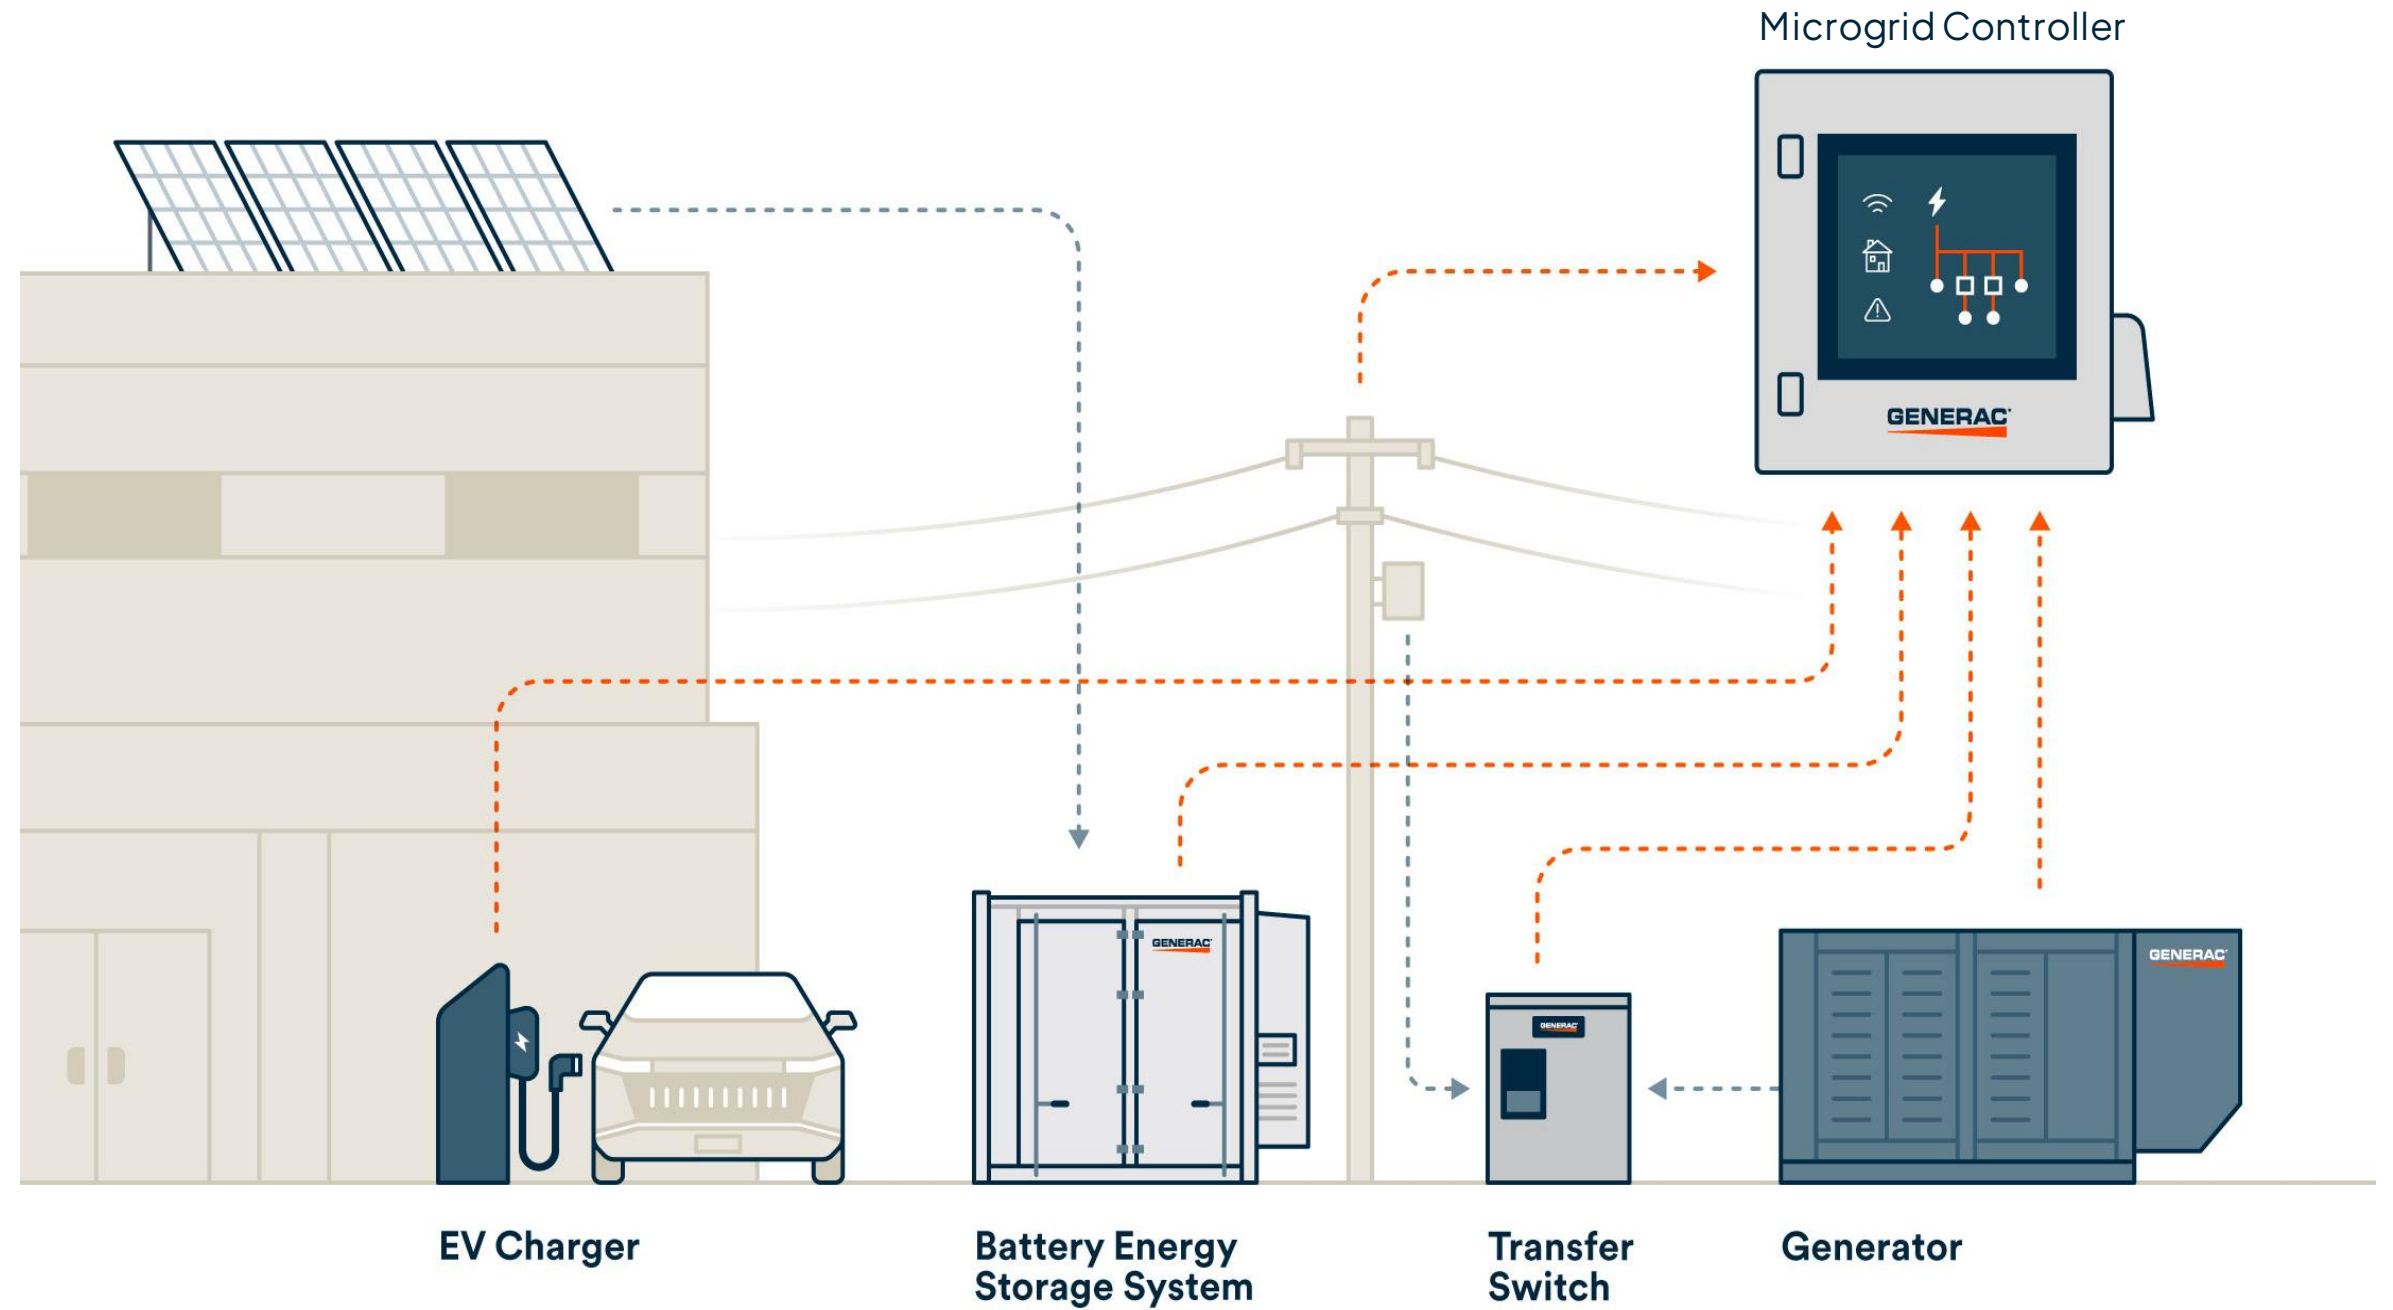 Microgrid Controller
GENERAC
GENERAC
GENERAC
GENERAC
EV Charger
Battery Energy
Storage System
Transfer
Switch
Generator